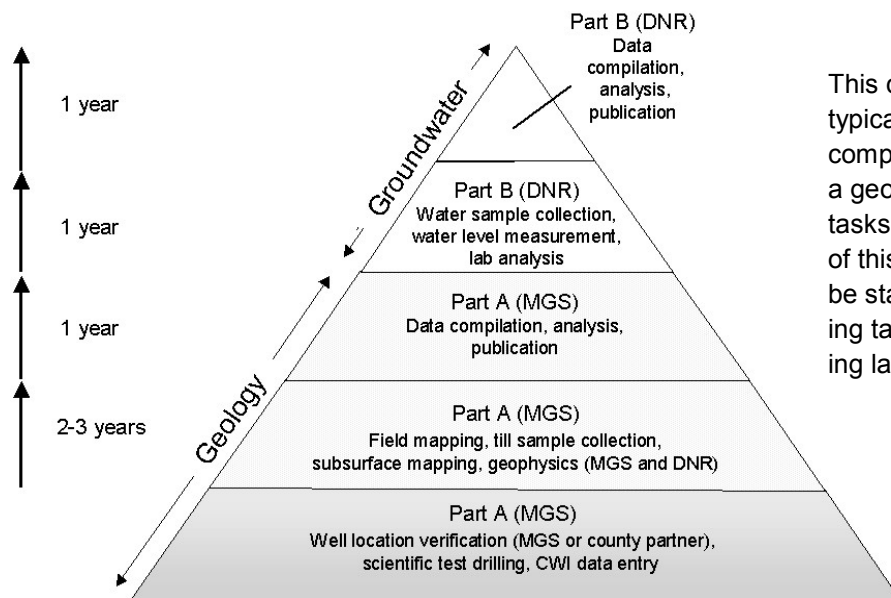 Part B (DNR)
Data
compilation,
analysis,
publication
1 year
Groundwater
Part B (DNR)
Water sample collection,
water level measurement,
lab analysis
1 year
Part A (MGS)
Data compilation, analysis,
publication
1 year
Geology
Part A (MGS)
Field mapping, till sample collection,
subsurface mapping, geophysics (MGS and DNR)
2-3 years
Part A (MGS)
Well location verification (MGS or county partner),
scientific test drilling, CWI data entry
This
typica
comp
a geo
tasks
of this
be sta
ing ta
ing la